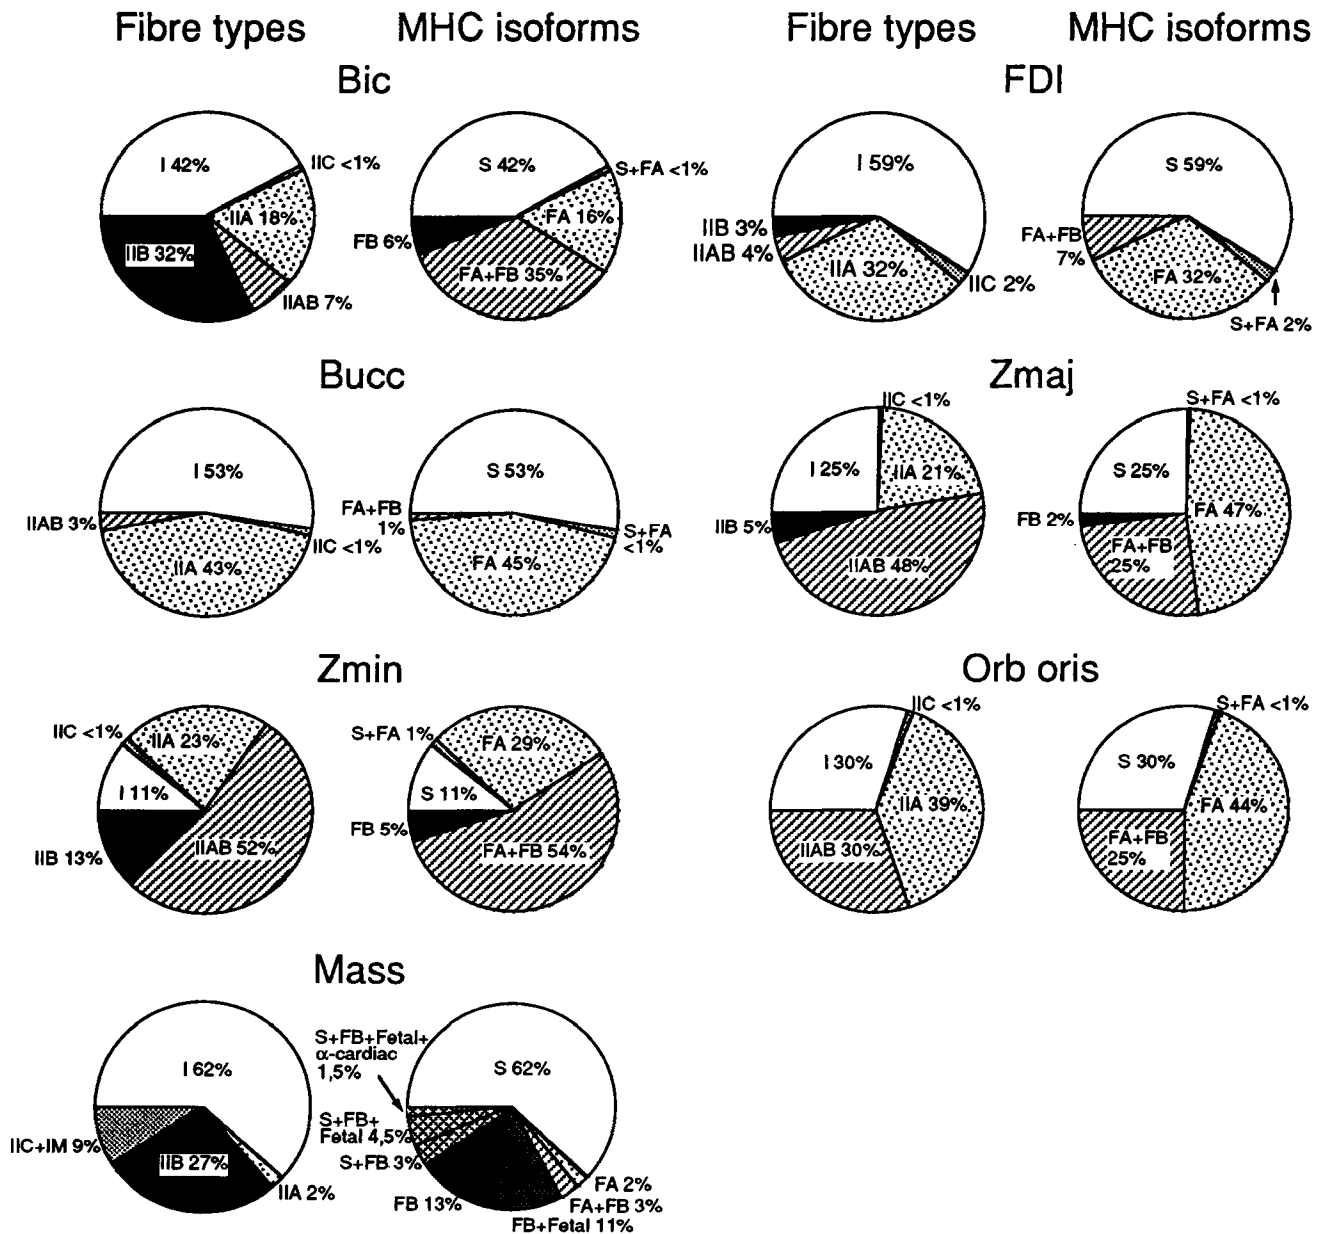 Fibre types
MHC isoforms
Fibre types
MHC isoforms
Bic
I 42%
IIC <1%
IIA 18%
IIB 32%
IIAB 7%
S 42%
S+FA <1%
FA 16%
FB 6%
FA+FB 35%
FDI
I 59%
IIB 3%
IIAB 4%
IIA 32%
IIC 2%
S 59%
FA+FB
7%
FA 32%
S+FA 2%
Bucc
I 53%
IIAB 3%
IIC <1%
IIA 43%
S 53%
FA+FB
1%
S+FA
<1%
FA 45%
Zmaj
IIC <1%
I 25%
IIA 21%
IIB 5%
IIAB 48%
S+FA <1%
S 25%
FA 47%
FB 2%
FA+FB
25%
Zmin
IIC <1%
IIA 23%
I 11%
IIB 13%
IIAB 52%
S+FA 1%
FA 29%
S 11%
FB 5%
FA+FB 54%
Orb oris
IIC <1%
I 30%
IIA 39%
IIAB 30%
S+FA <1%
S 30%
FA 44%
FA+FB
25%
Mass
I 62%
IIC+IM 9%
IIB 27%
IIA 2%
S+FB+Fetal+
α-cardiac
1,5%
S 62%
S+FB+
Fetal 4,5%
S+FB 3%
FB 13%
FA 2%
FA+FB 3%
FB+Fetal 11%